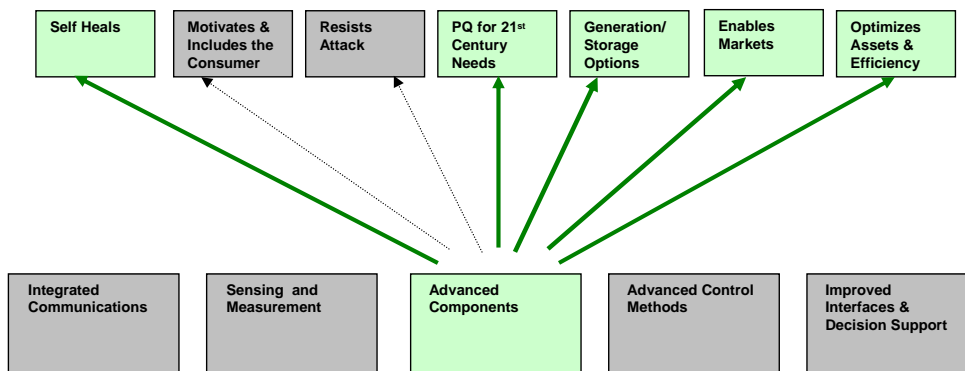 Self Heals
Motivates &
Includes the
Consumer
Resists
Attack
PQ for 21st
Century
Needs
Generation/
Storage
Options
Enables
Markets
Optimizes
Assets &
Efficiency
Integrated
Communications
Sensing and
Measurement
Advanced
Components
Advanced Control
Methods
Improved
Interfaces &
Decision Support